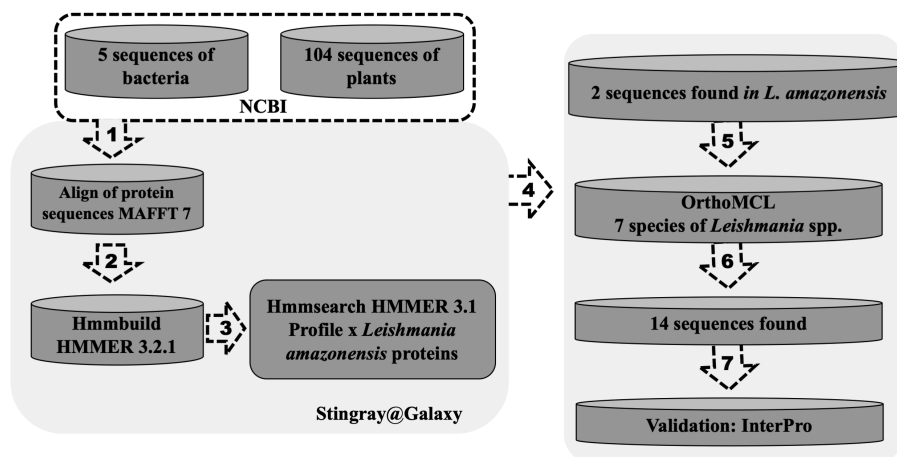 5 sequences of
bacteria
104 sequences of
plants
NCBI
1
Align of protein
sequences MAFFT 7
2
Hmmbuild
HMMER 3.2.1
3
Hmmsearch HMMER 3.1
Profile x Leishmania
amazonensis proteins
Stingray@Galaxy
4
2 sequences found in L. amazonensis
5
OrthoMCL
7 species of Leishmania spp.
6
14 sequences found
7
Validation: InterPro